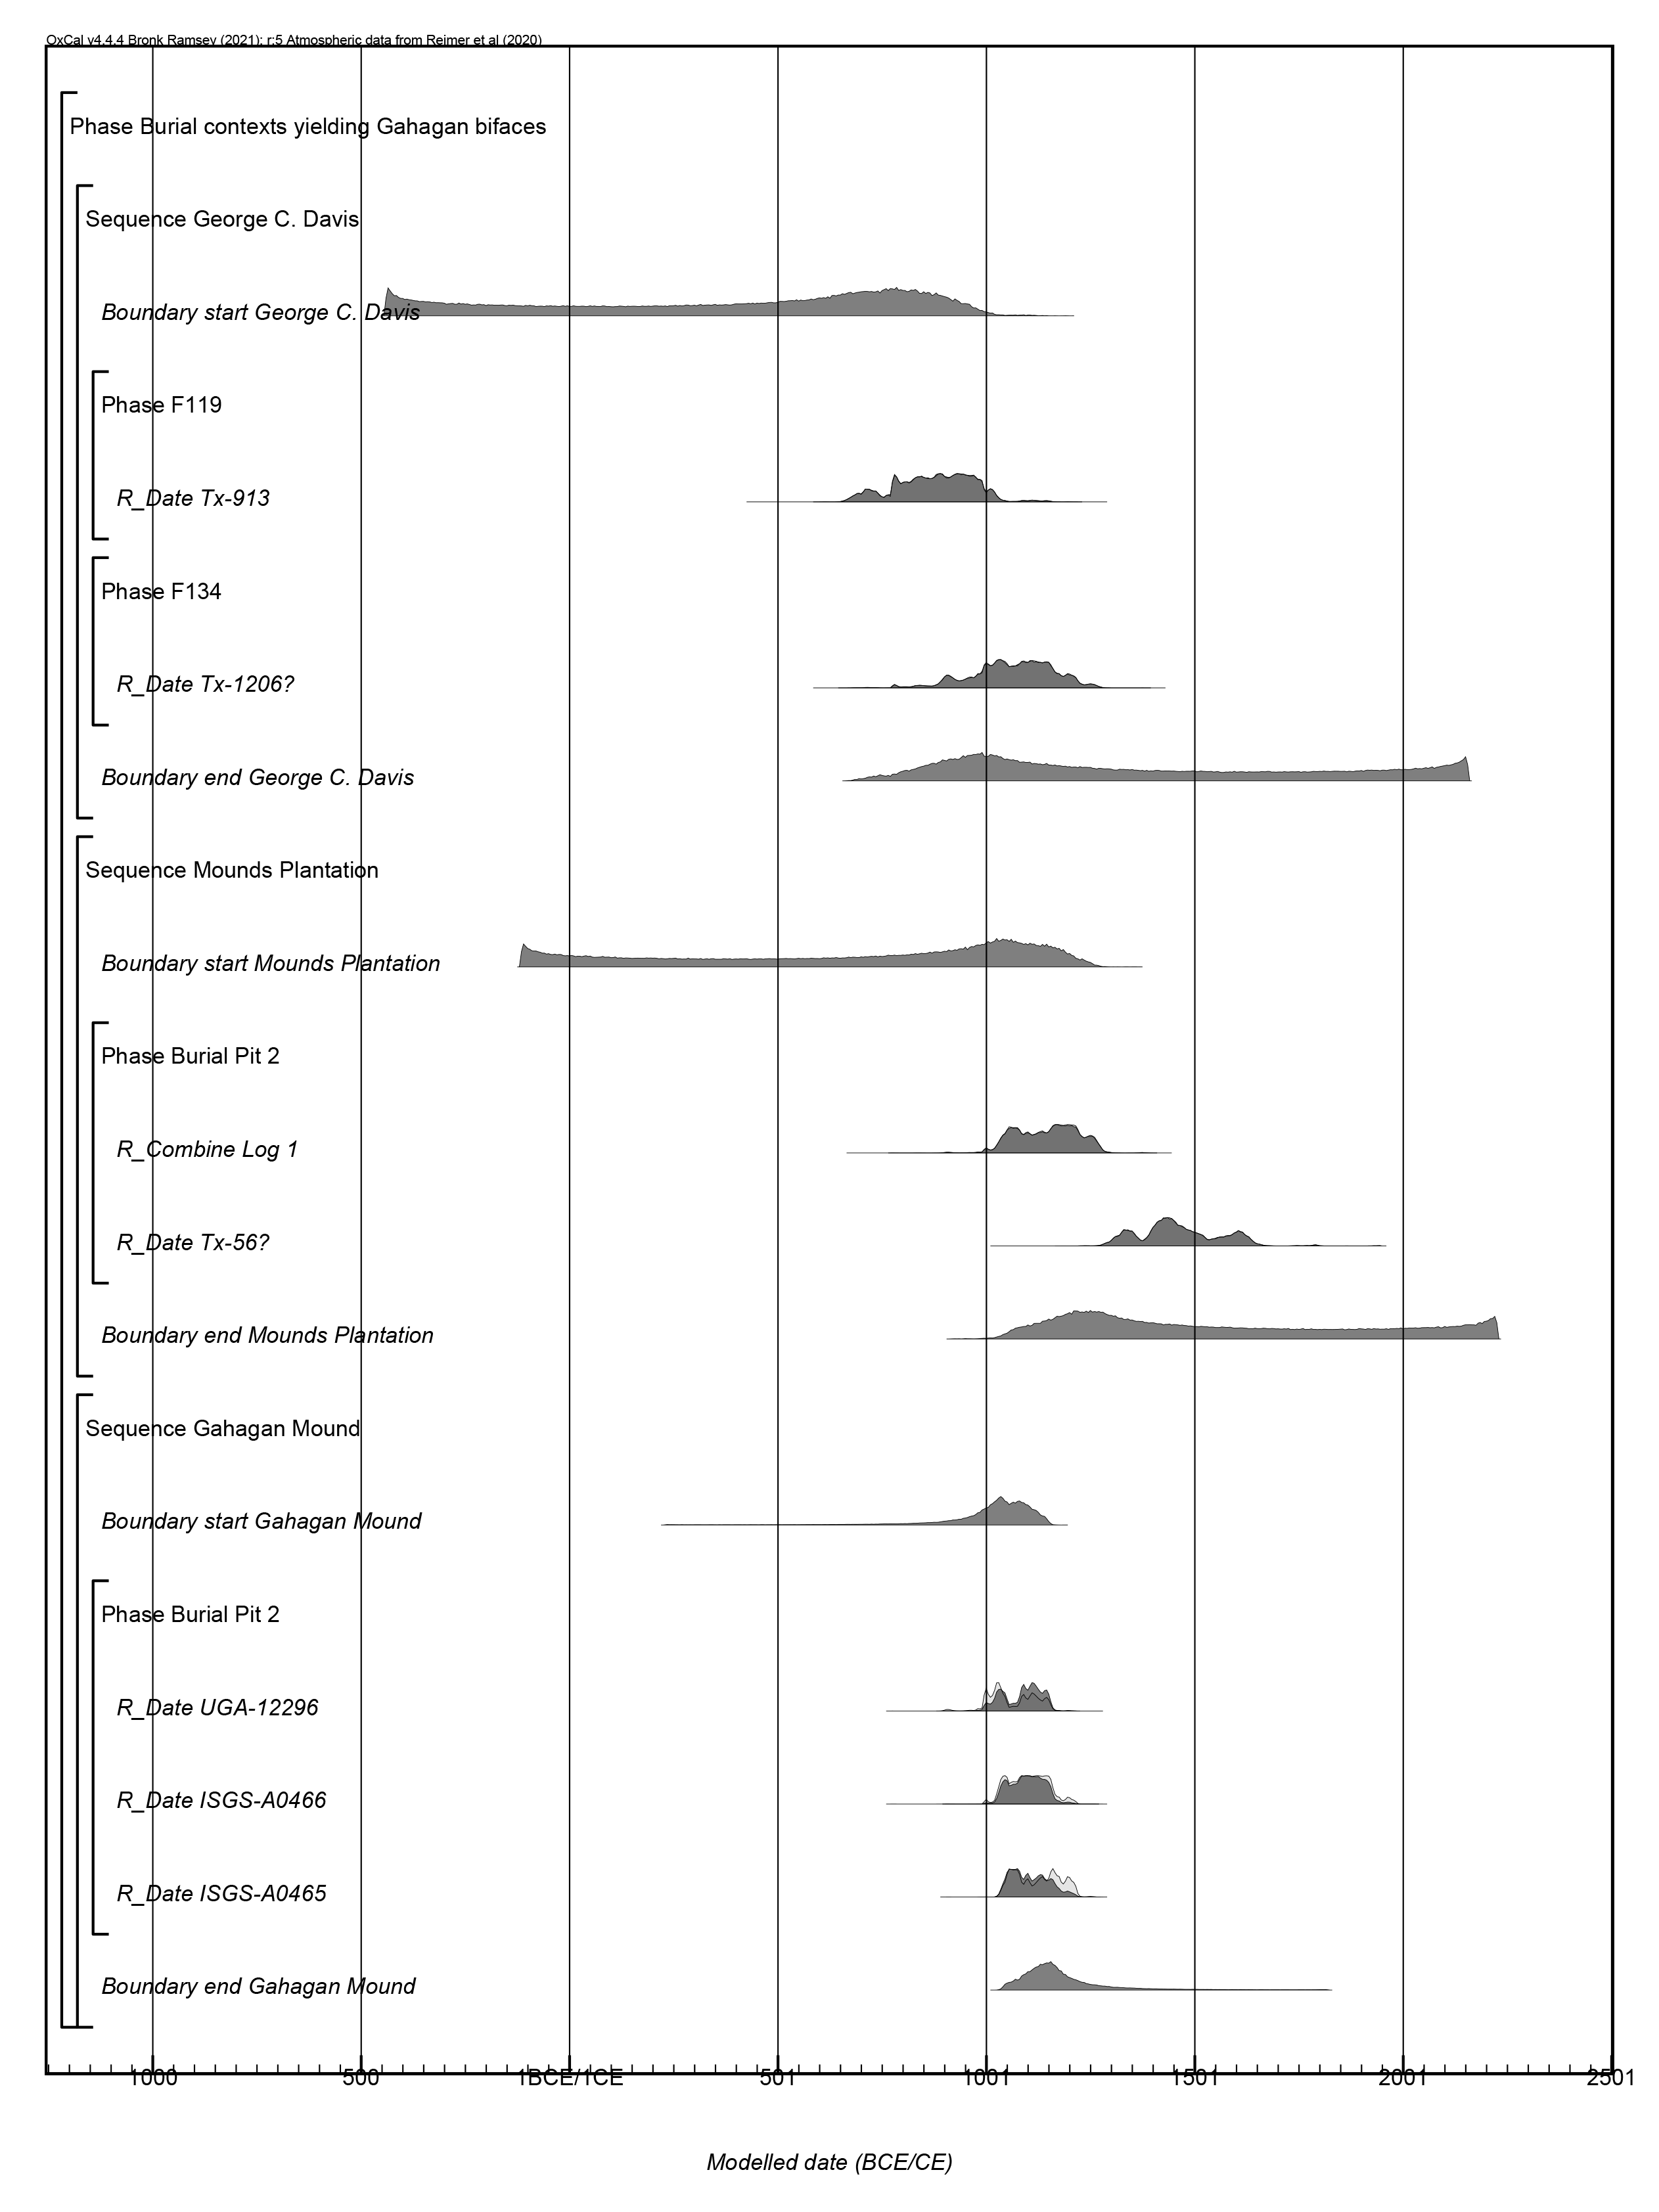 OxCal v4.4.4 Bronk Ramsey (2021); r:5 Atmospheric data from Reimer et al (2020)
Phase Burial contexts yielding Gahagan bifaces
Sequence George C. Davis
Boundary start George C. Davis
Phase F119
R_Date Tx-913
Phase F134
R_Date Tx-1206?
Boundary end George C. Davis
Sequence Mounds Plantation
Boundary start Mounds Plantation
Phase Burial Pit 2
R_Combine Log 1
R_Date Tx-56?
Boundary end Mounds Plantation
Sequence Gahagan Mound
Boundary start Gahagan Mound
Phase Burial Pit 2
R_Date UGA-12296
R_Date ISGS-A0466
R_Date ISGS-A0465
Boundary end Gahagan Mound
1000 500 1BCE/1CE 501 1001 1501 2001 2501
Modelled date (BCE/CE)